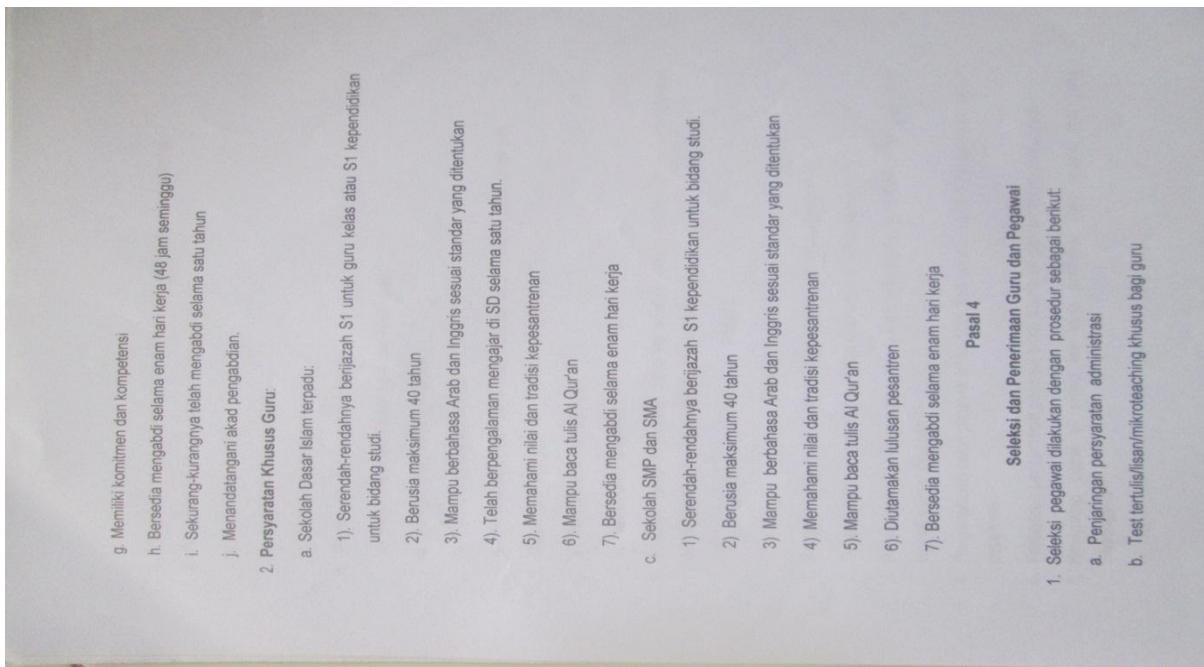 g. Memiliki komitmen dan kompetensi
h. Bersedia mengabdi selama enam hari kerja (48 jam seminggu)
i. Sekurang-kurangnya telah mengabdi selama satu tahun
j. Menandatangani akad pengabdian.
2. Persyaratan Khusus Guru:
a. Sekolah Dasar Islam terpadu:
1). Serendah-rendahnya berijazah S1 untuk guru kelas atau S1 kependidikan
untuk bidang studi.
2). Berusia maksimum 40 tahun
3). Mampu berbahasa Arab dan Inggris sesuai standar yang ditentukan
4). Telah berpengalaman mengajar di SD selama satu tahun.
5). Memahami nilai dan tradisi kepesantrenan
6). Mampu baca tulis Al Qur'an
7). Bersedia mengabdi selama enam hari kerja
c. Sekolah SMP dan SMA
1) Serendah-rendahnya berijazah S1 kependidikan untuk bidang studi.
2) Berusia maksimum 40 tahun
3) Mampu berbahasa Arab dan Inggris sesuai standar yang ditentukan
4) Memahami nilai dan tradisi kepesantrenan
5). Mampu baca tulis Al Qur'an
6). Diutamakan lulusan pesantren
7). Bersedia mengabdi selama enam hari kerja
Pasal 4
Seleksi dan Penerimaan Guru dan Pegawai
1. Seleksi pegawai dilakukan dengan prosedur sebagai berikut:
a. Penjaringan persyaratan administrasi
b. Test tertulis/lisan/mikroteaching khusus bagi guru